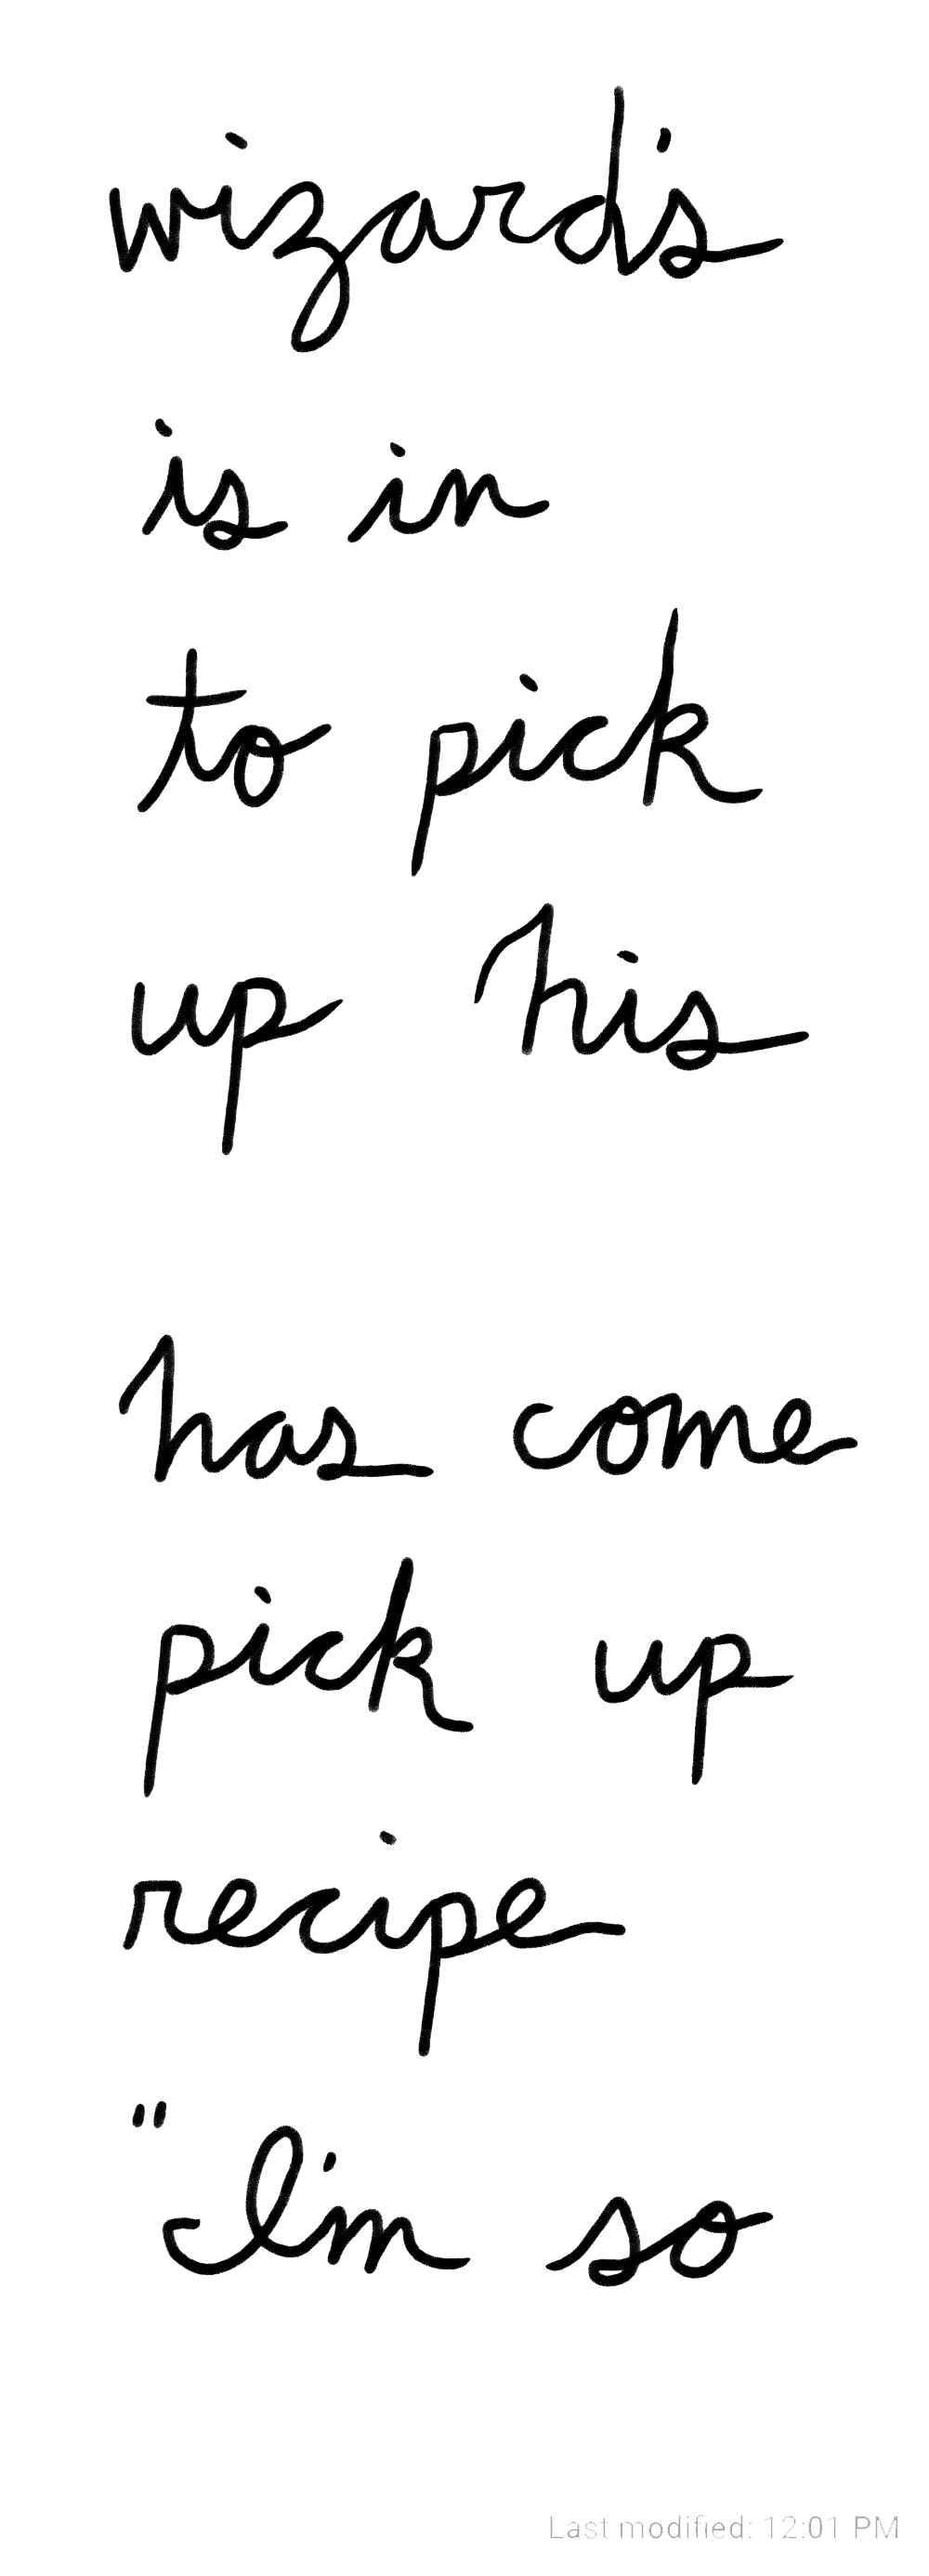 wizard's
is in
to pick
up his
has come
pick up
recipe
"I'm so
Last modified: 12:01 PM